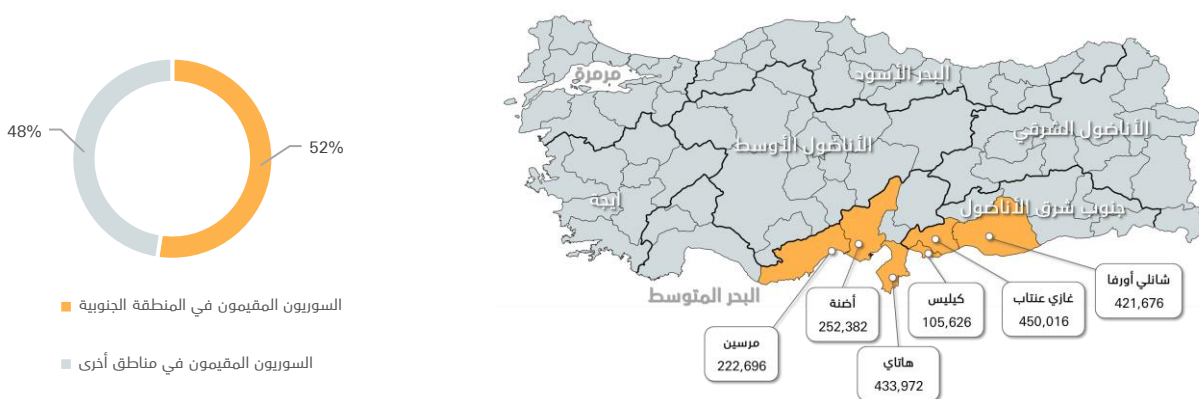 48%
52%
السوريون المقيمون في المنطقة الجنوبية
السوريون المقيمون في مناطق أخرى
مرمرة
البحر الأسود
الأناضول الشرقي
الأناضول الأوسط
إيجه
جنوب شرق الأناضول
البحر المتوسط
شانلي أورفا
421,676
غازي عنتاب
450,016
كيليس
105,626
أضنة
252,382
مرسين
222,696
هاتاي
433,972